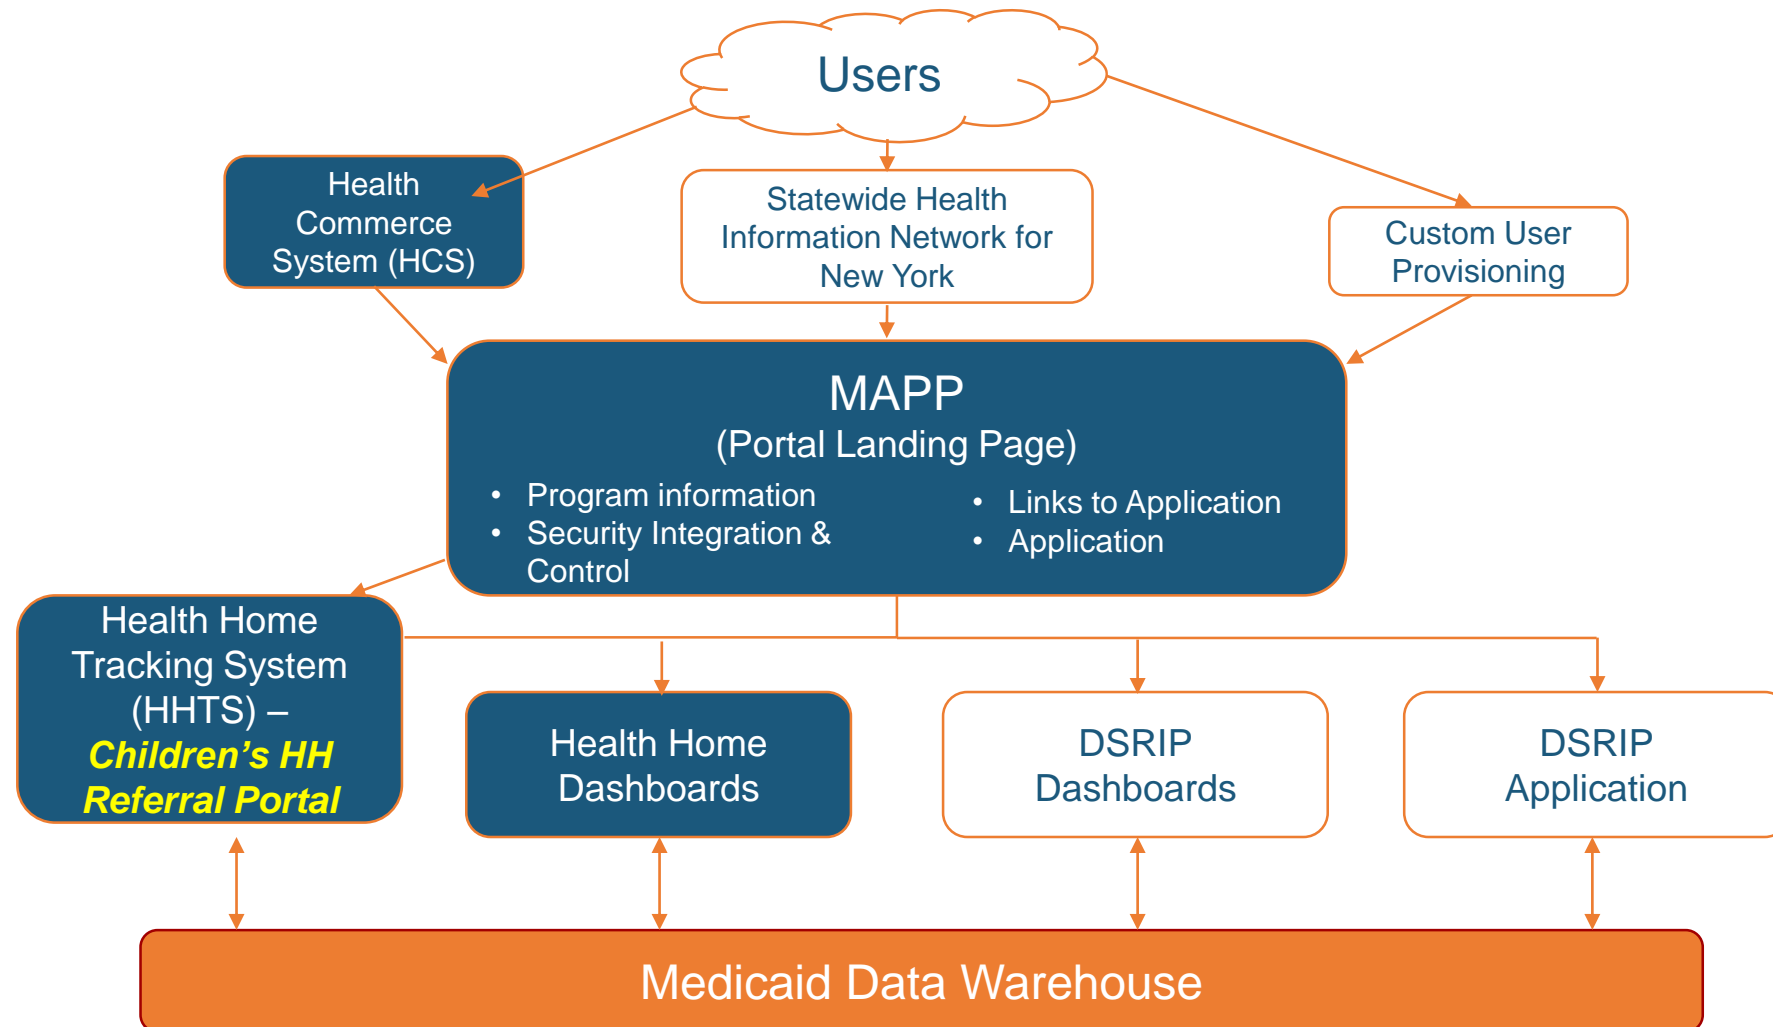 Users
Health
Commerce
System (HCS)
Statewide Health
Information Network for
New York
Custom User
Provisioning
MAPP
(Portal Landing Page)
• Program information
• Security Integration &
Control
• Links to Application
• Application
Health Home
Tracking System
(HHTS) –
Children’s HH
Referral Portal
Health Home
Dashboards
DSRIP
Dashboards
DSRIP
Application
Medicaid Data Warehouse